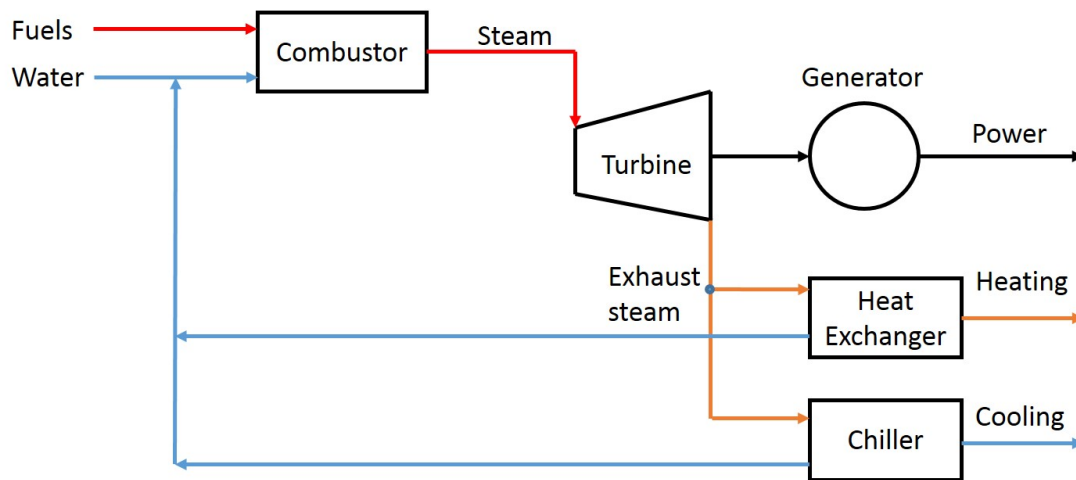 Fuels
Water
Combustor
Steam
Turbine
Generator
Power
Exhaust
steam
Heat
Exchanger
Heating
Chiller
Cooling